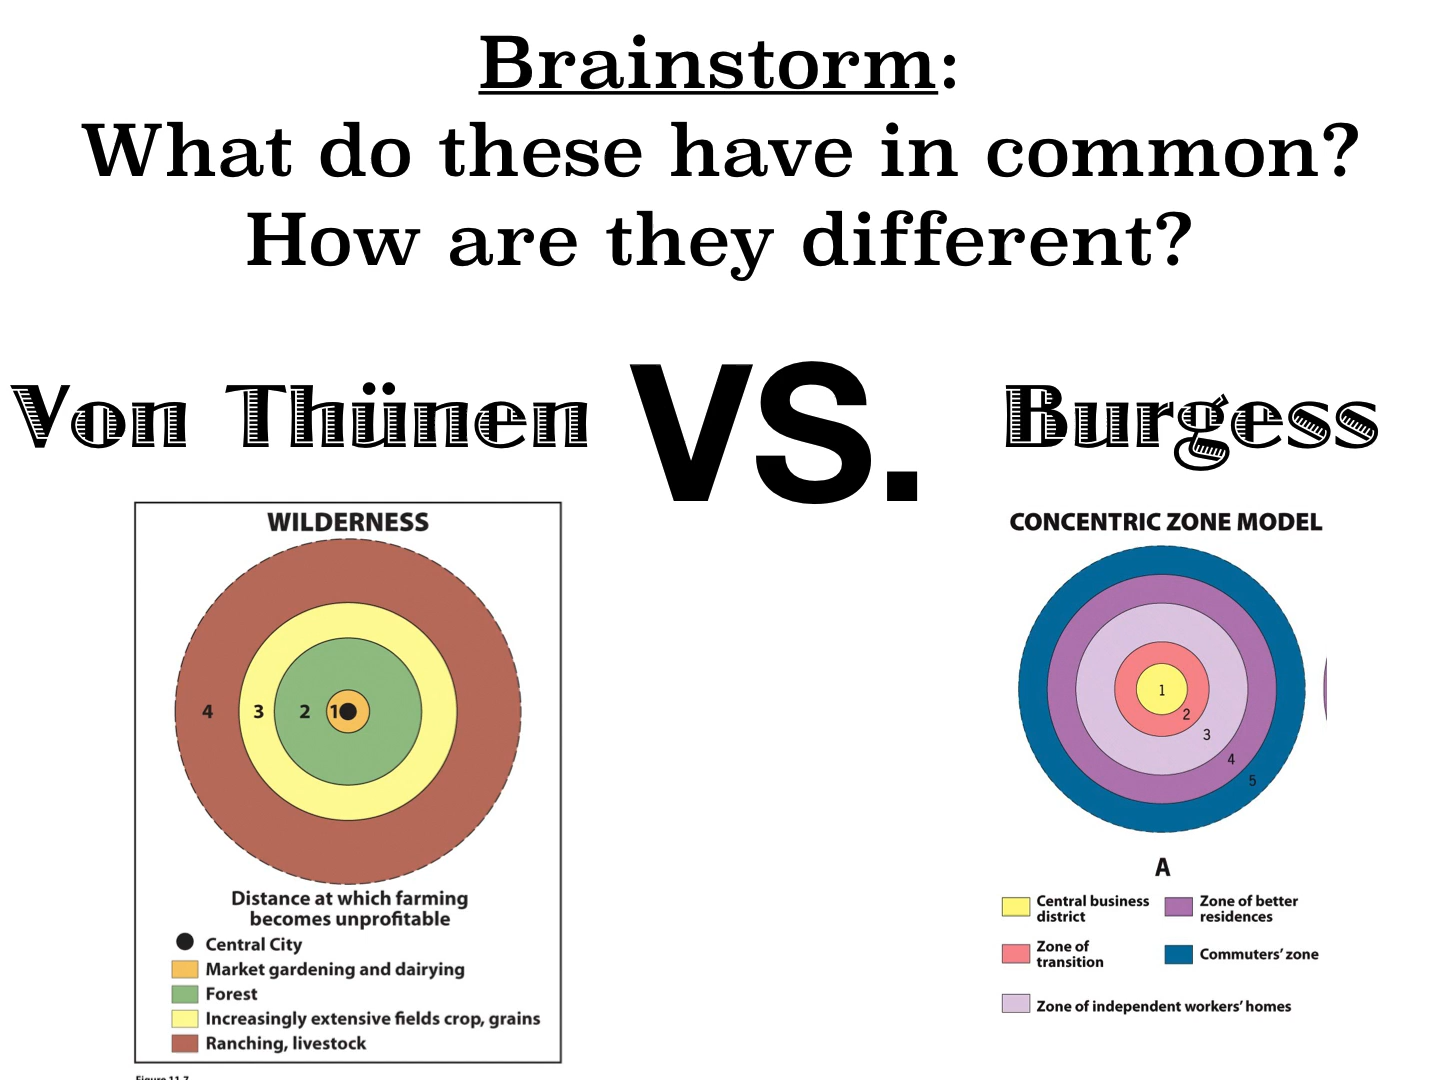 Brainstorm:
What do these have in common?
How are they different?
Von Thünen
VS.
Burgess
WILDERNESS
4 3 2 1
Distance at which farming
becomes unprofitable
Central City
Market gardening and dairying
Forest
Increasingly extensive fields crop, grains
Ranching, livestock
Figure 11.7
CONCENTRIC ZONE MODEL
1
2
3
4
5
A
Central business
district
Zone of
transition
Zone of independent workers' homes
Zone of better
residences
Commuters' zone